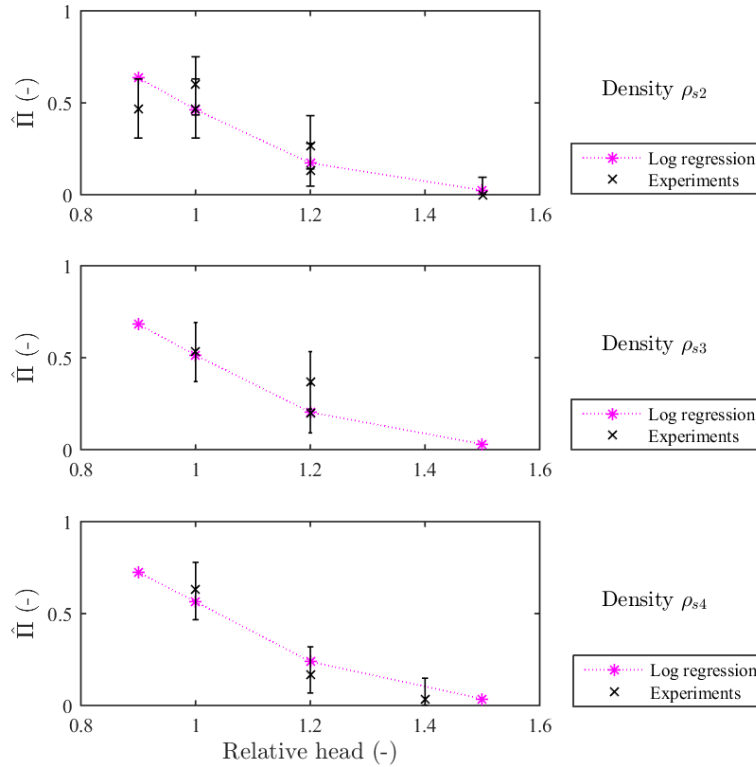 1
Π̂ (-)
0.5
0
0.8 1 1.2 1.4 1.6
Density ρs2
Log regression
Experiments
1
Π̂ (-)
0.5
0
0.8 1 1.2 1.4 1.6
Density ρs3
Log regression
Experiments
1
Π̂ (-)
0.5
0
0.8 1 1.2 1.4 1.6
Density ρs4
Log regression
Experiments
Relative head (-)